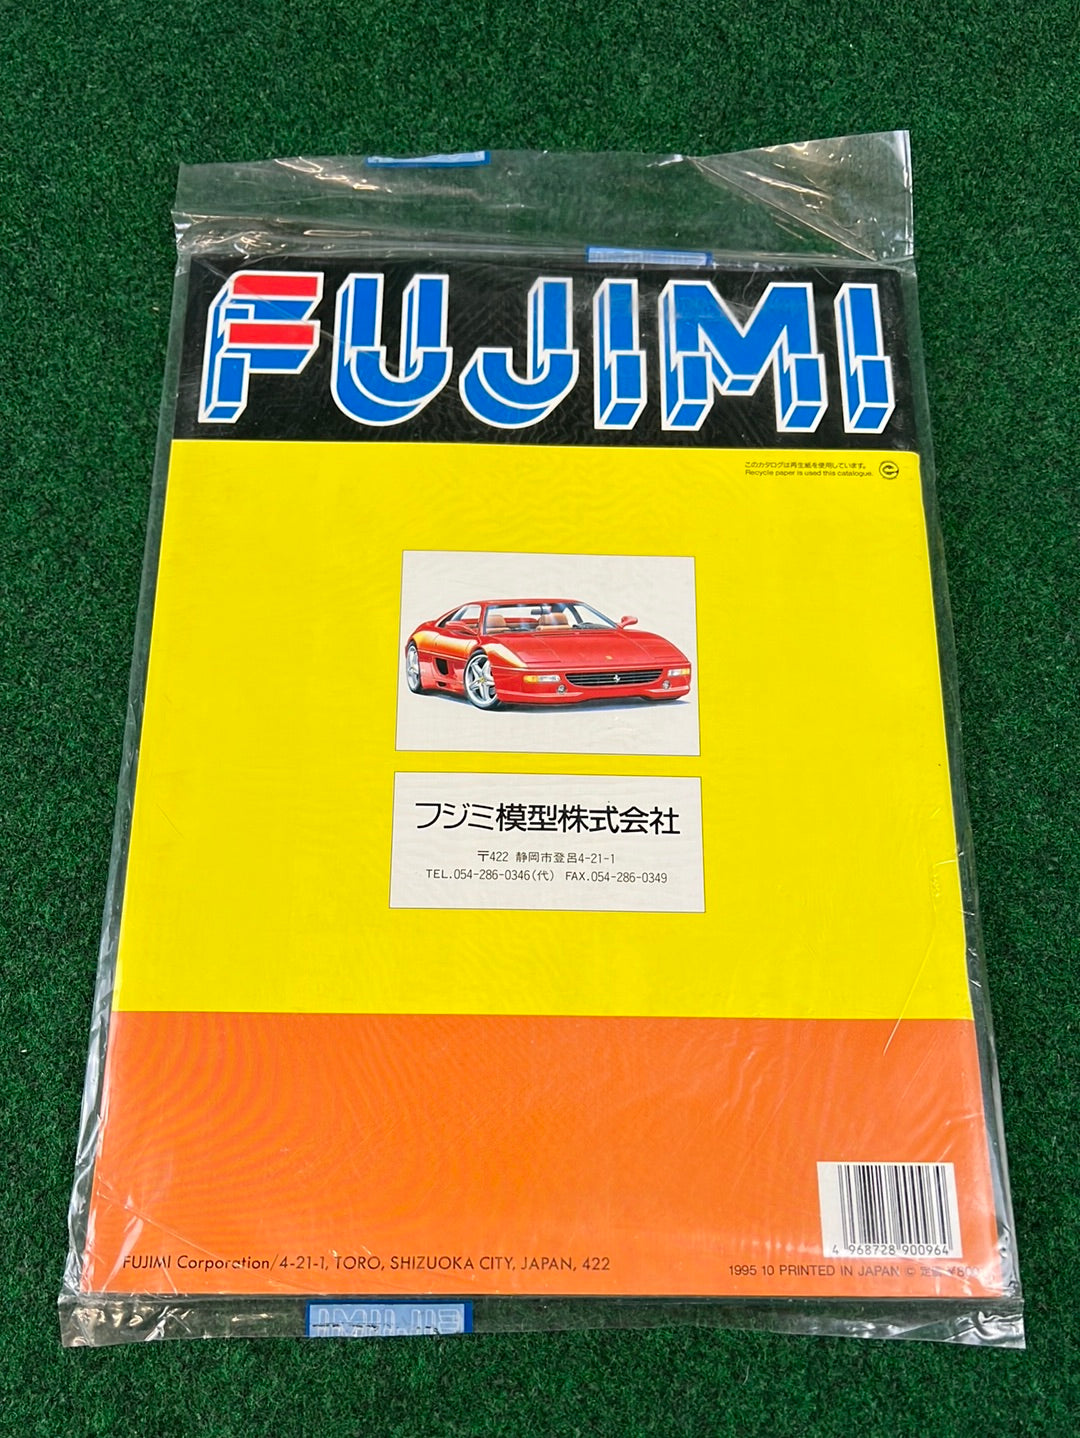 FUJIMI
このカタログは再生紙を使用しています。
Recycle paper is used this catalogue.
フジミ模型株式会社
〒422 静岡市登呂4-21-1
TEL.054-286-0346(代) FAX.054-286-0349
4 968728 900964
FUJIMI Corporation/4-21-1, TORO, SHIZUOKA CITY, JAPAN, 422
1995 10 PRINTED IN JAPAN © 定価
FUJIMI